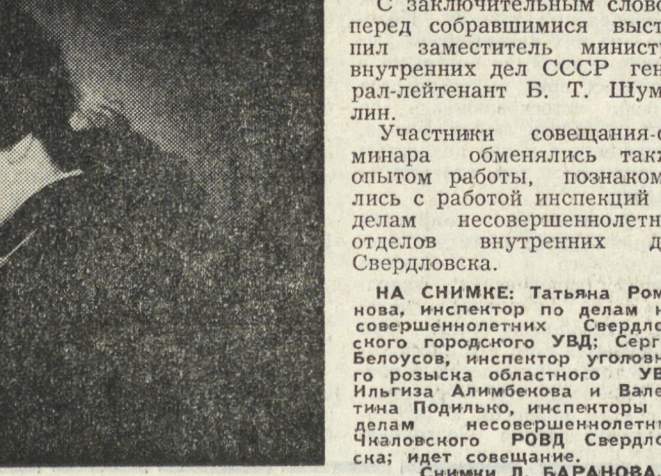 С заключительным слово
перед собравшимися выст
пил заместитель минист
внутренних дел СССР ген
рал-лейтенант Б. Т. Шум
лин.
Участники совещания-с
минара обменялись так
опытом работы, познаком
лись с работой инспекций
делам несовершеннолетн
отделов внутренних д
Свердловска.
НА СНИМКЕ: Татьяна Ром
нова, инспектор по делам н
совершеннолетних Свердло
ского городского УВД; Серг
Белоусов, инспектор уголовн
го розыска областного УВ
Ильгиза Алимбекова и Вале
тина Подилько, инспекторы
делам несовершеннолетн
Чкаловского РОВД Свердло
ска; идет совещание.
Снимки Л. БАРАНОВА.